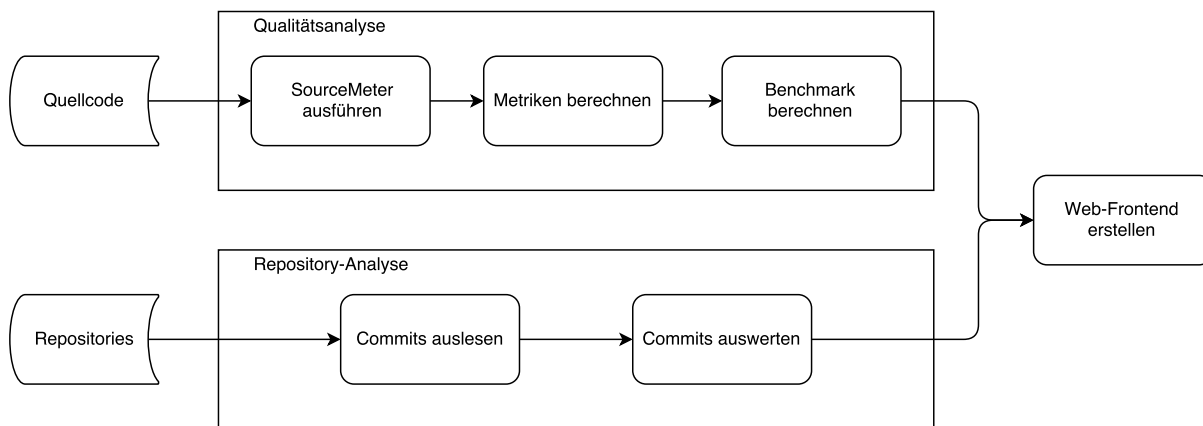 Qualitätsanalyse
Quellcode
SourceMeter
ausführen
Metriken berechnen
Benchmark
berechnen
Web-Frontend
erstellen
Repository-Analyse
Repositories
Commits auslesen
Commits auswerten